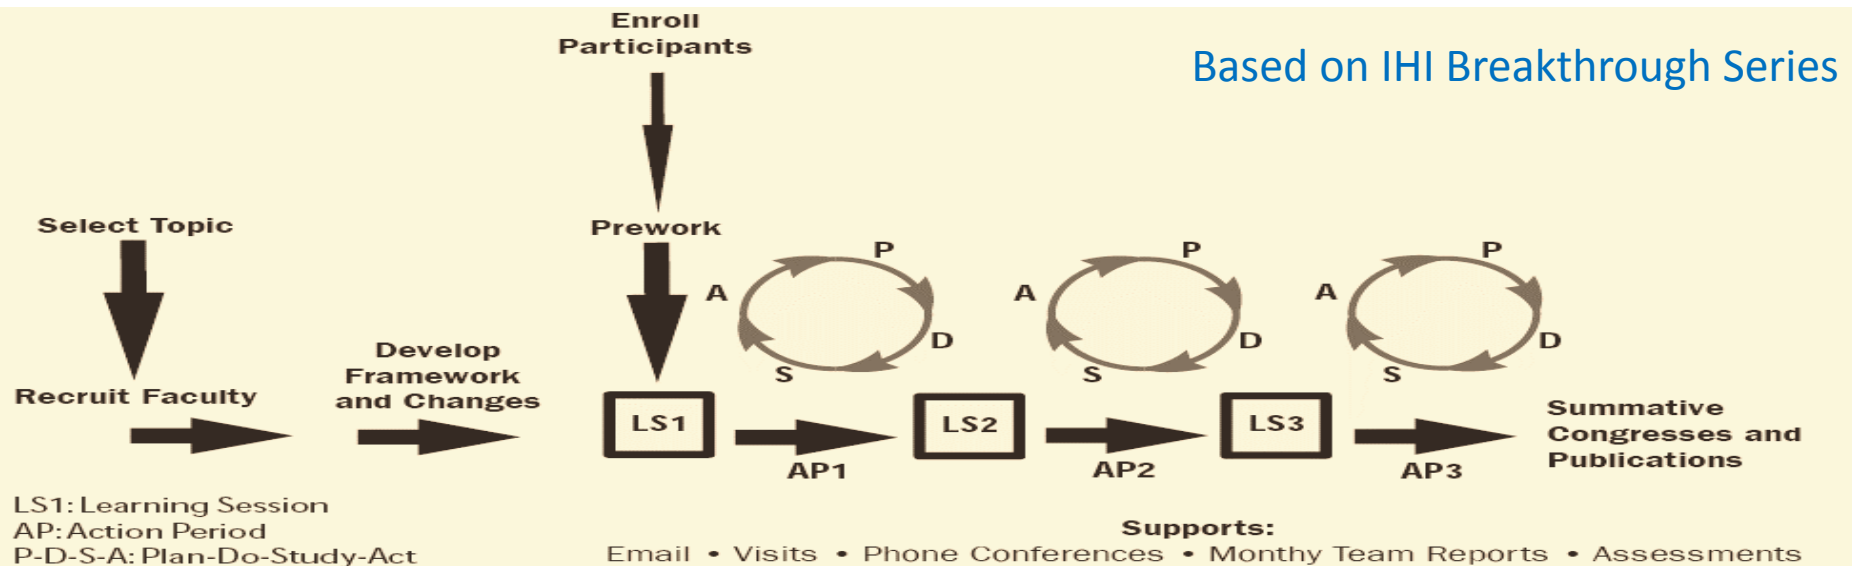 Enroll
Participants
Based on IHI Breakthrough Series
Select Topic
Prework
P
A
D
S
P
A
D
S
P
A
D
S
Recruit Faculty
Develop
Framework
and Changes
LS1
AP1
LS2
AP2
LS3
AP3
Summative
Congresses and
Publications
LS1: Learning Session
AP: Action Period
P-D-S-A: Plan-Do-Study-Act
Supports:
Email • Visits • Phone Conferences • Monthy Team Reports • Assessments